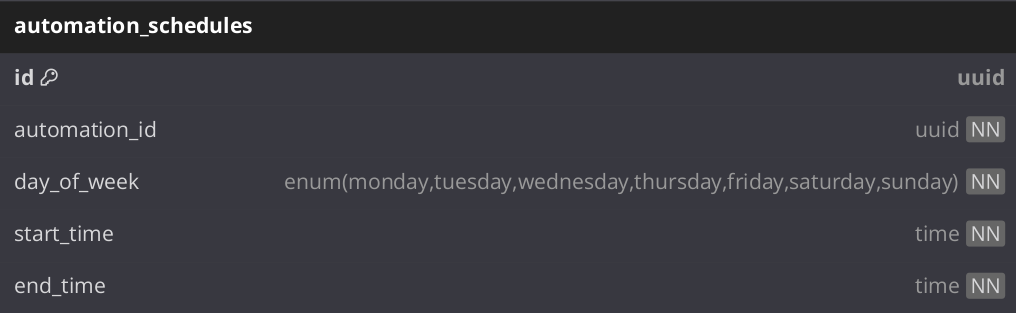 automation_schedules
id uuid
automation_id uuid NN
day_of_week enum(monday,tuesday,wednesday,thursday,friday,saturday,sunday) NN
start_time time NN
end_time time NN